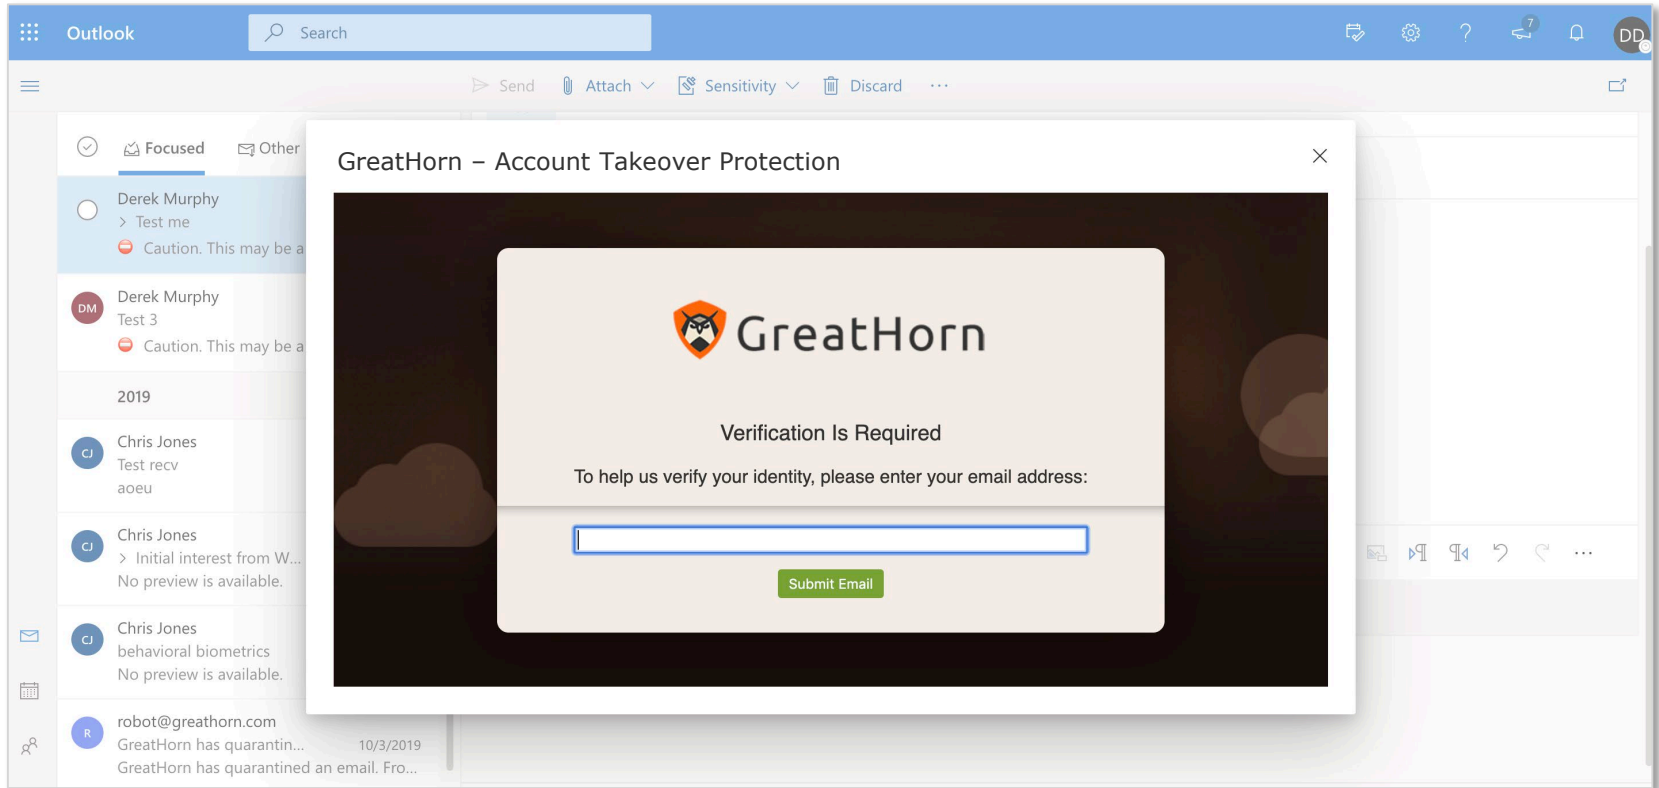 Outlook
Search
7
DD
Send
Attach
Sensitivity
Discard
Focused
Other
Derek Murphy
> Test me
Caution. This may be a
DM
Derek Murphy
Test 3
Caution. This may be a
2019
CJ
Chris Jones
Test recv
aoeu
CJ
Chris Jones
> Initial interest from W...
No preview is available.
CJ
Chris Jones
behavioral biometrics
No preview is available.
R
robot@greathorn.com
GreatHorn has quarantin... 10/3/2019
GreatHorn has quarantined an email. Fro...
GreatHorn – Account Takeover Protection
GreatHorn
Verification Is Required
To help us verify your identity, please enter your email address:
Submit Email